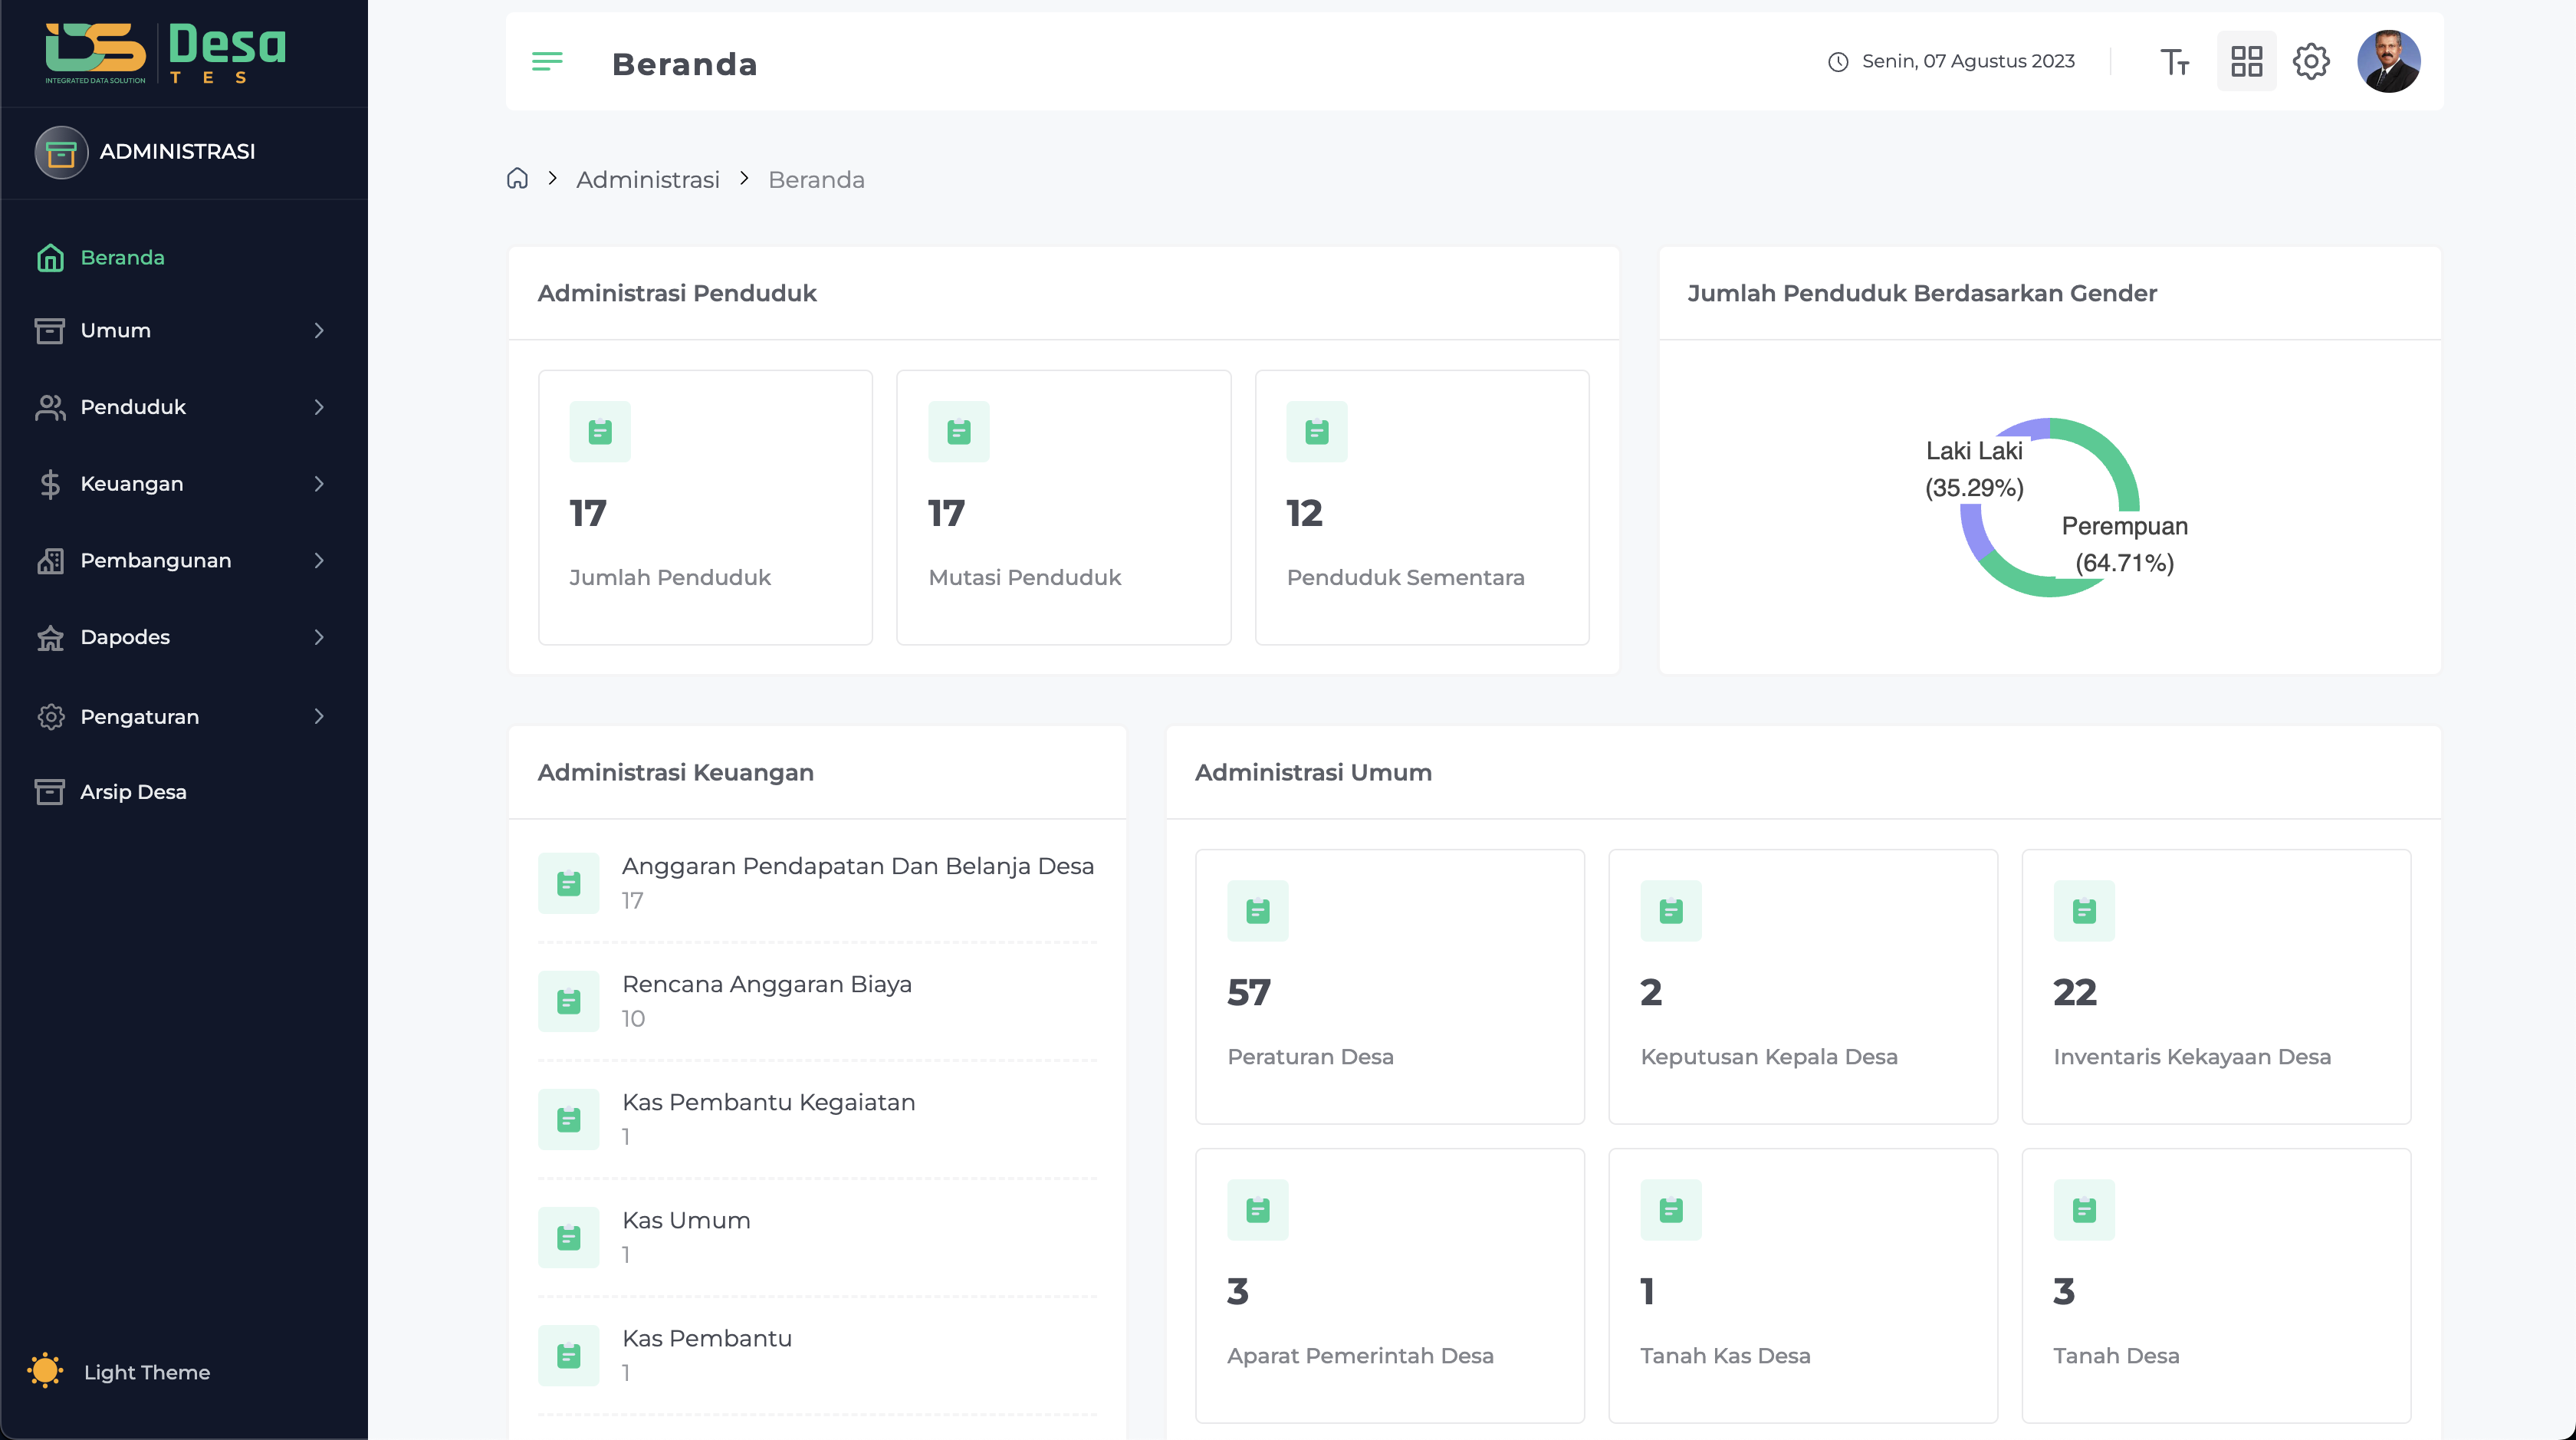 INTEGRATED DATA SOLUTION
Desa
TES
ADMINISTRASI
Beranda
Umum
Penduduk
Keuangan
Pembangunan
Dapodes
Pengaturan
Arsip Desa
Light Theme
Beranda
Senin, 07 Agustus 2023
Administrasi > Beranda
Administrasi Penduduk
17
Jumlah Penduduk
17
Mutasi Penduduk
12
Penduduk Sementara
Jumlah Penduduk Berdasarkan Gender
Laki Laki
(35.29%)
Perempuan
(64.71%)
Administrasi Keuangan
Anggaran Pendapatan Dan Belanja Desa
17
Rencana Anggaran Biaya
10
Kas Pembantu Kegaiatan
1
Kas Umum
1
Kas Pembantu
1
Administrasi Umum
57
Peraturan Desa
2
Keputusan Kepala Desa
22
Inventaris Kekayaan Desa
3
Aparat Pemerintah Desa
1
Tanah Kas Desa
3
Tanah Desa